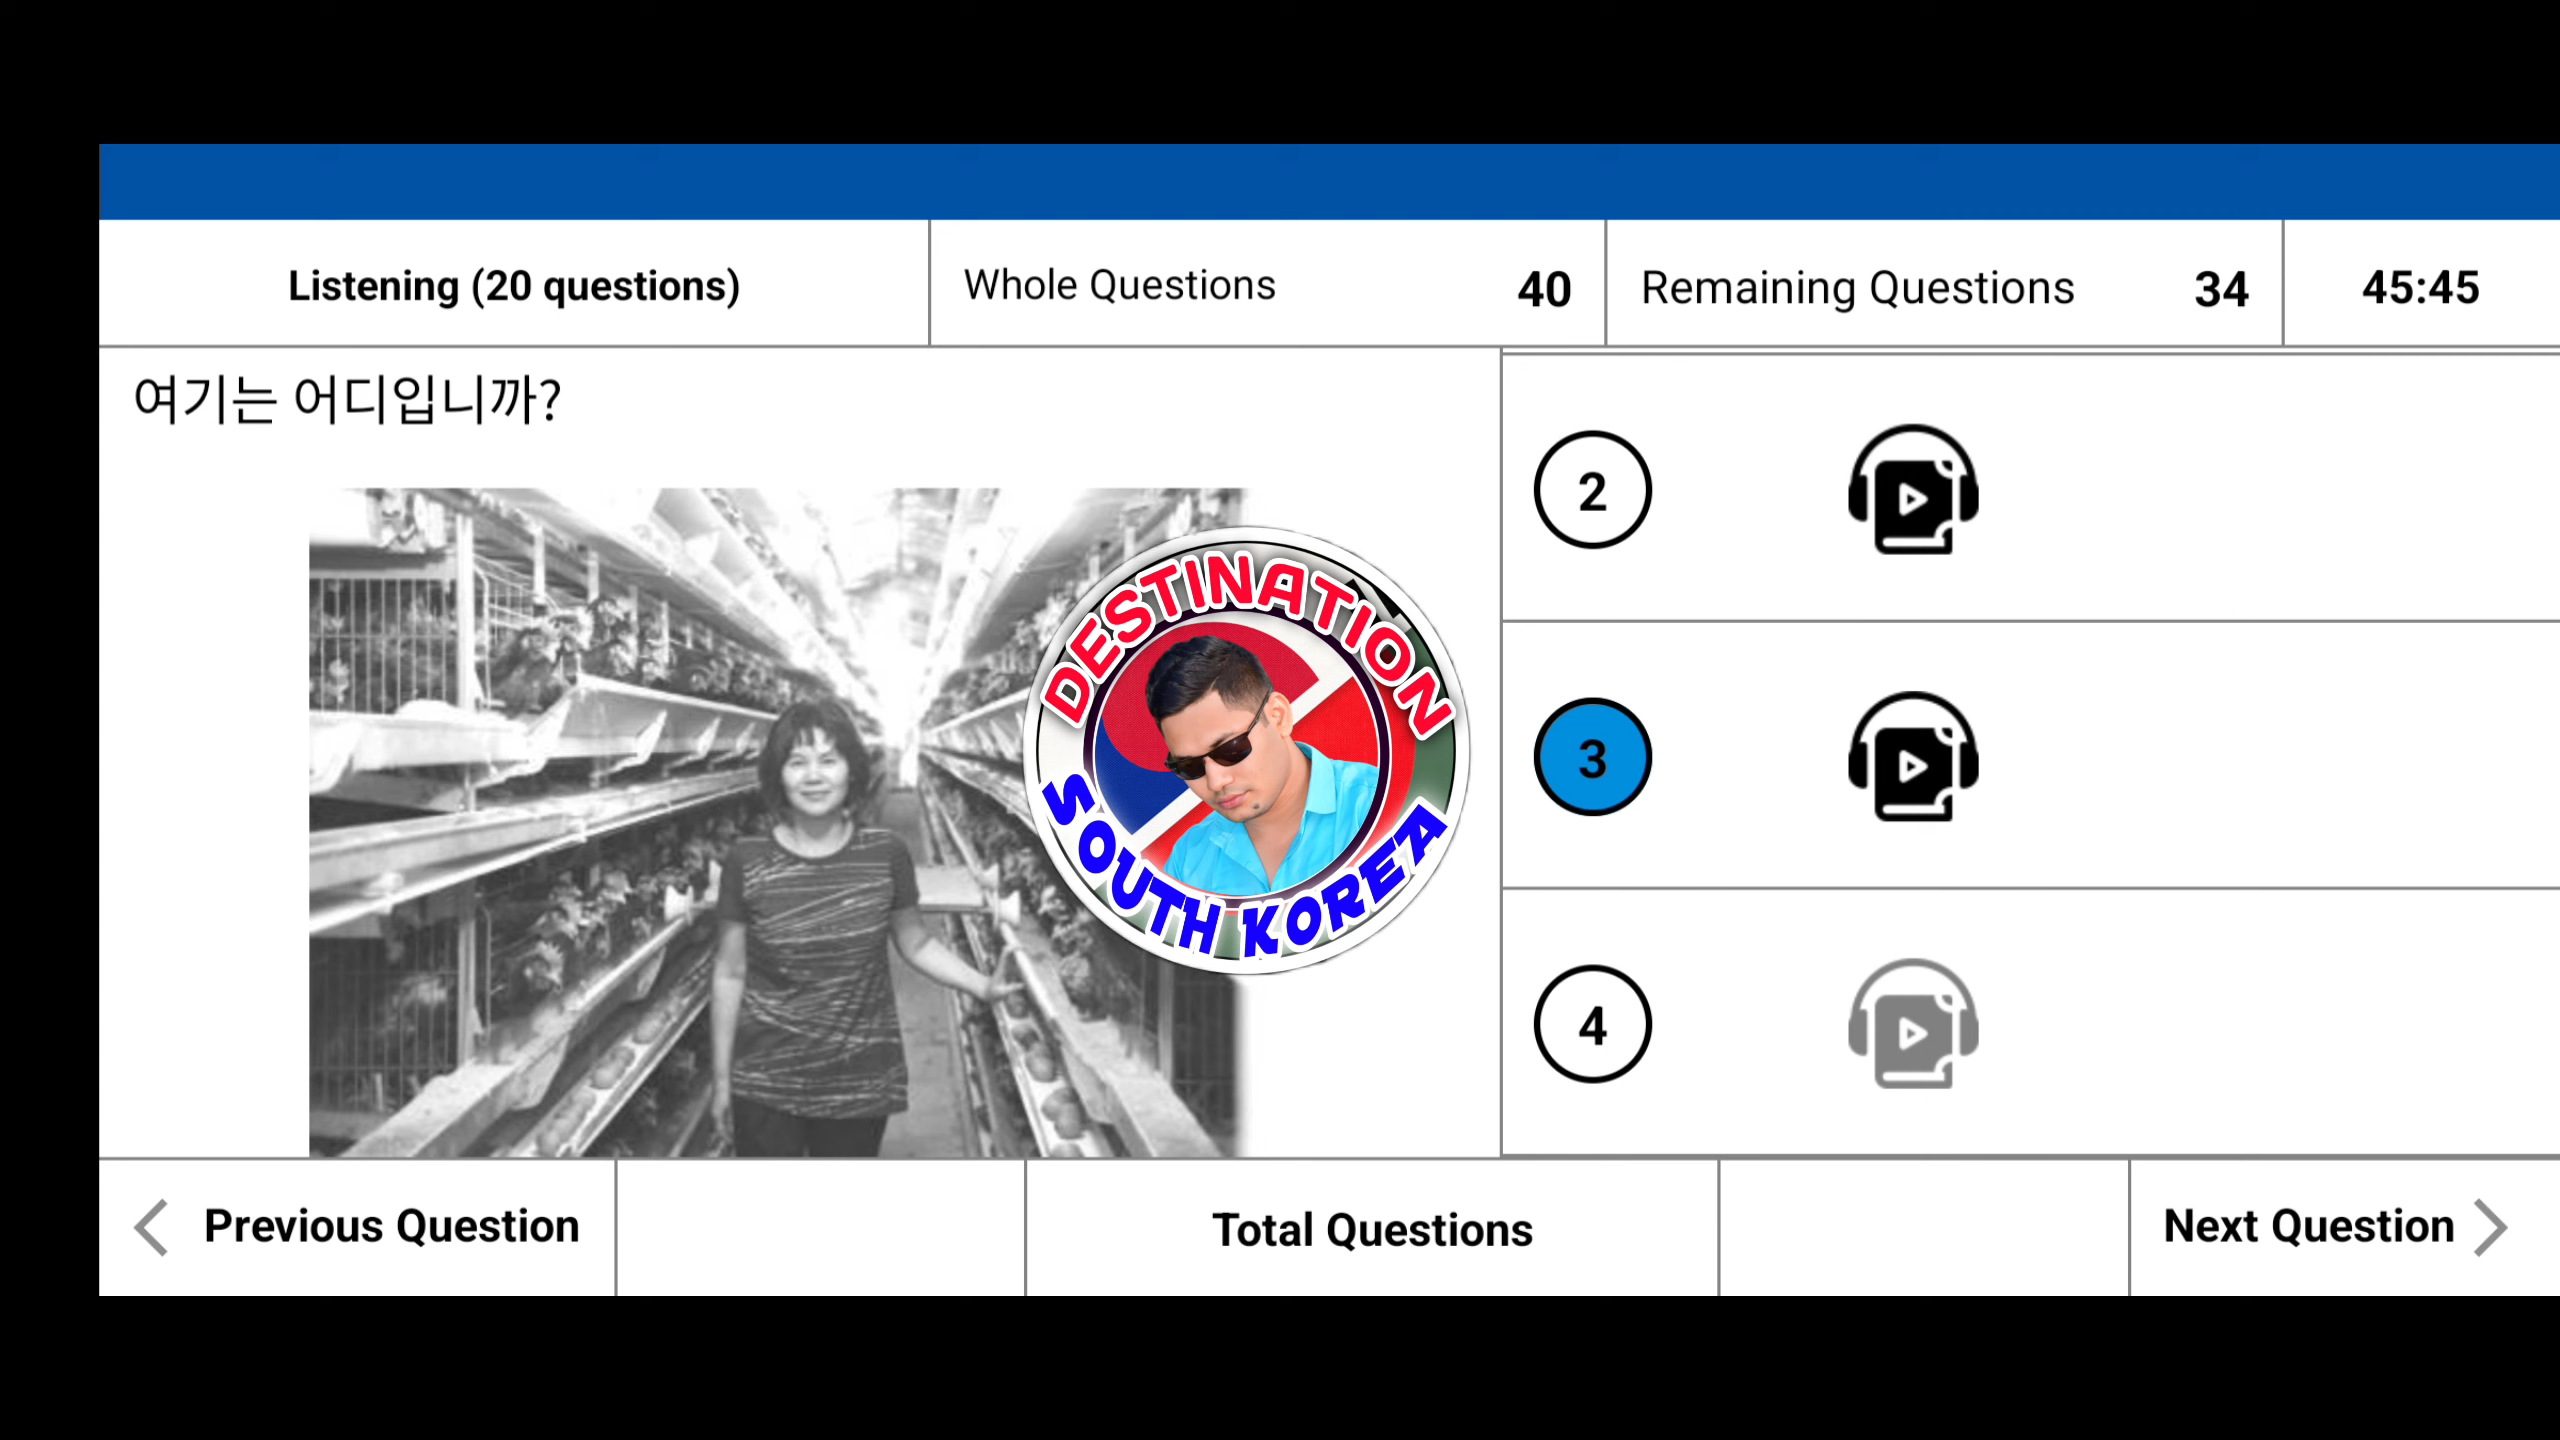 Listening (20 questions)
Whole Questions 40
Remaining Questions 34
45:45
여기는 어디입니까?
DESTINATION
SOUTH KOREA
2
3
4
Previous Question
Total Questions
Next Question